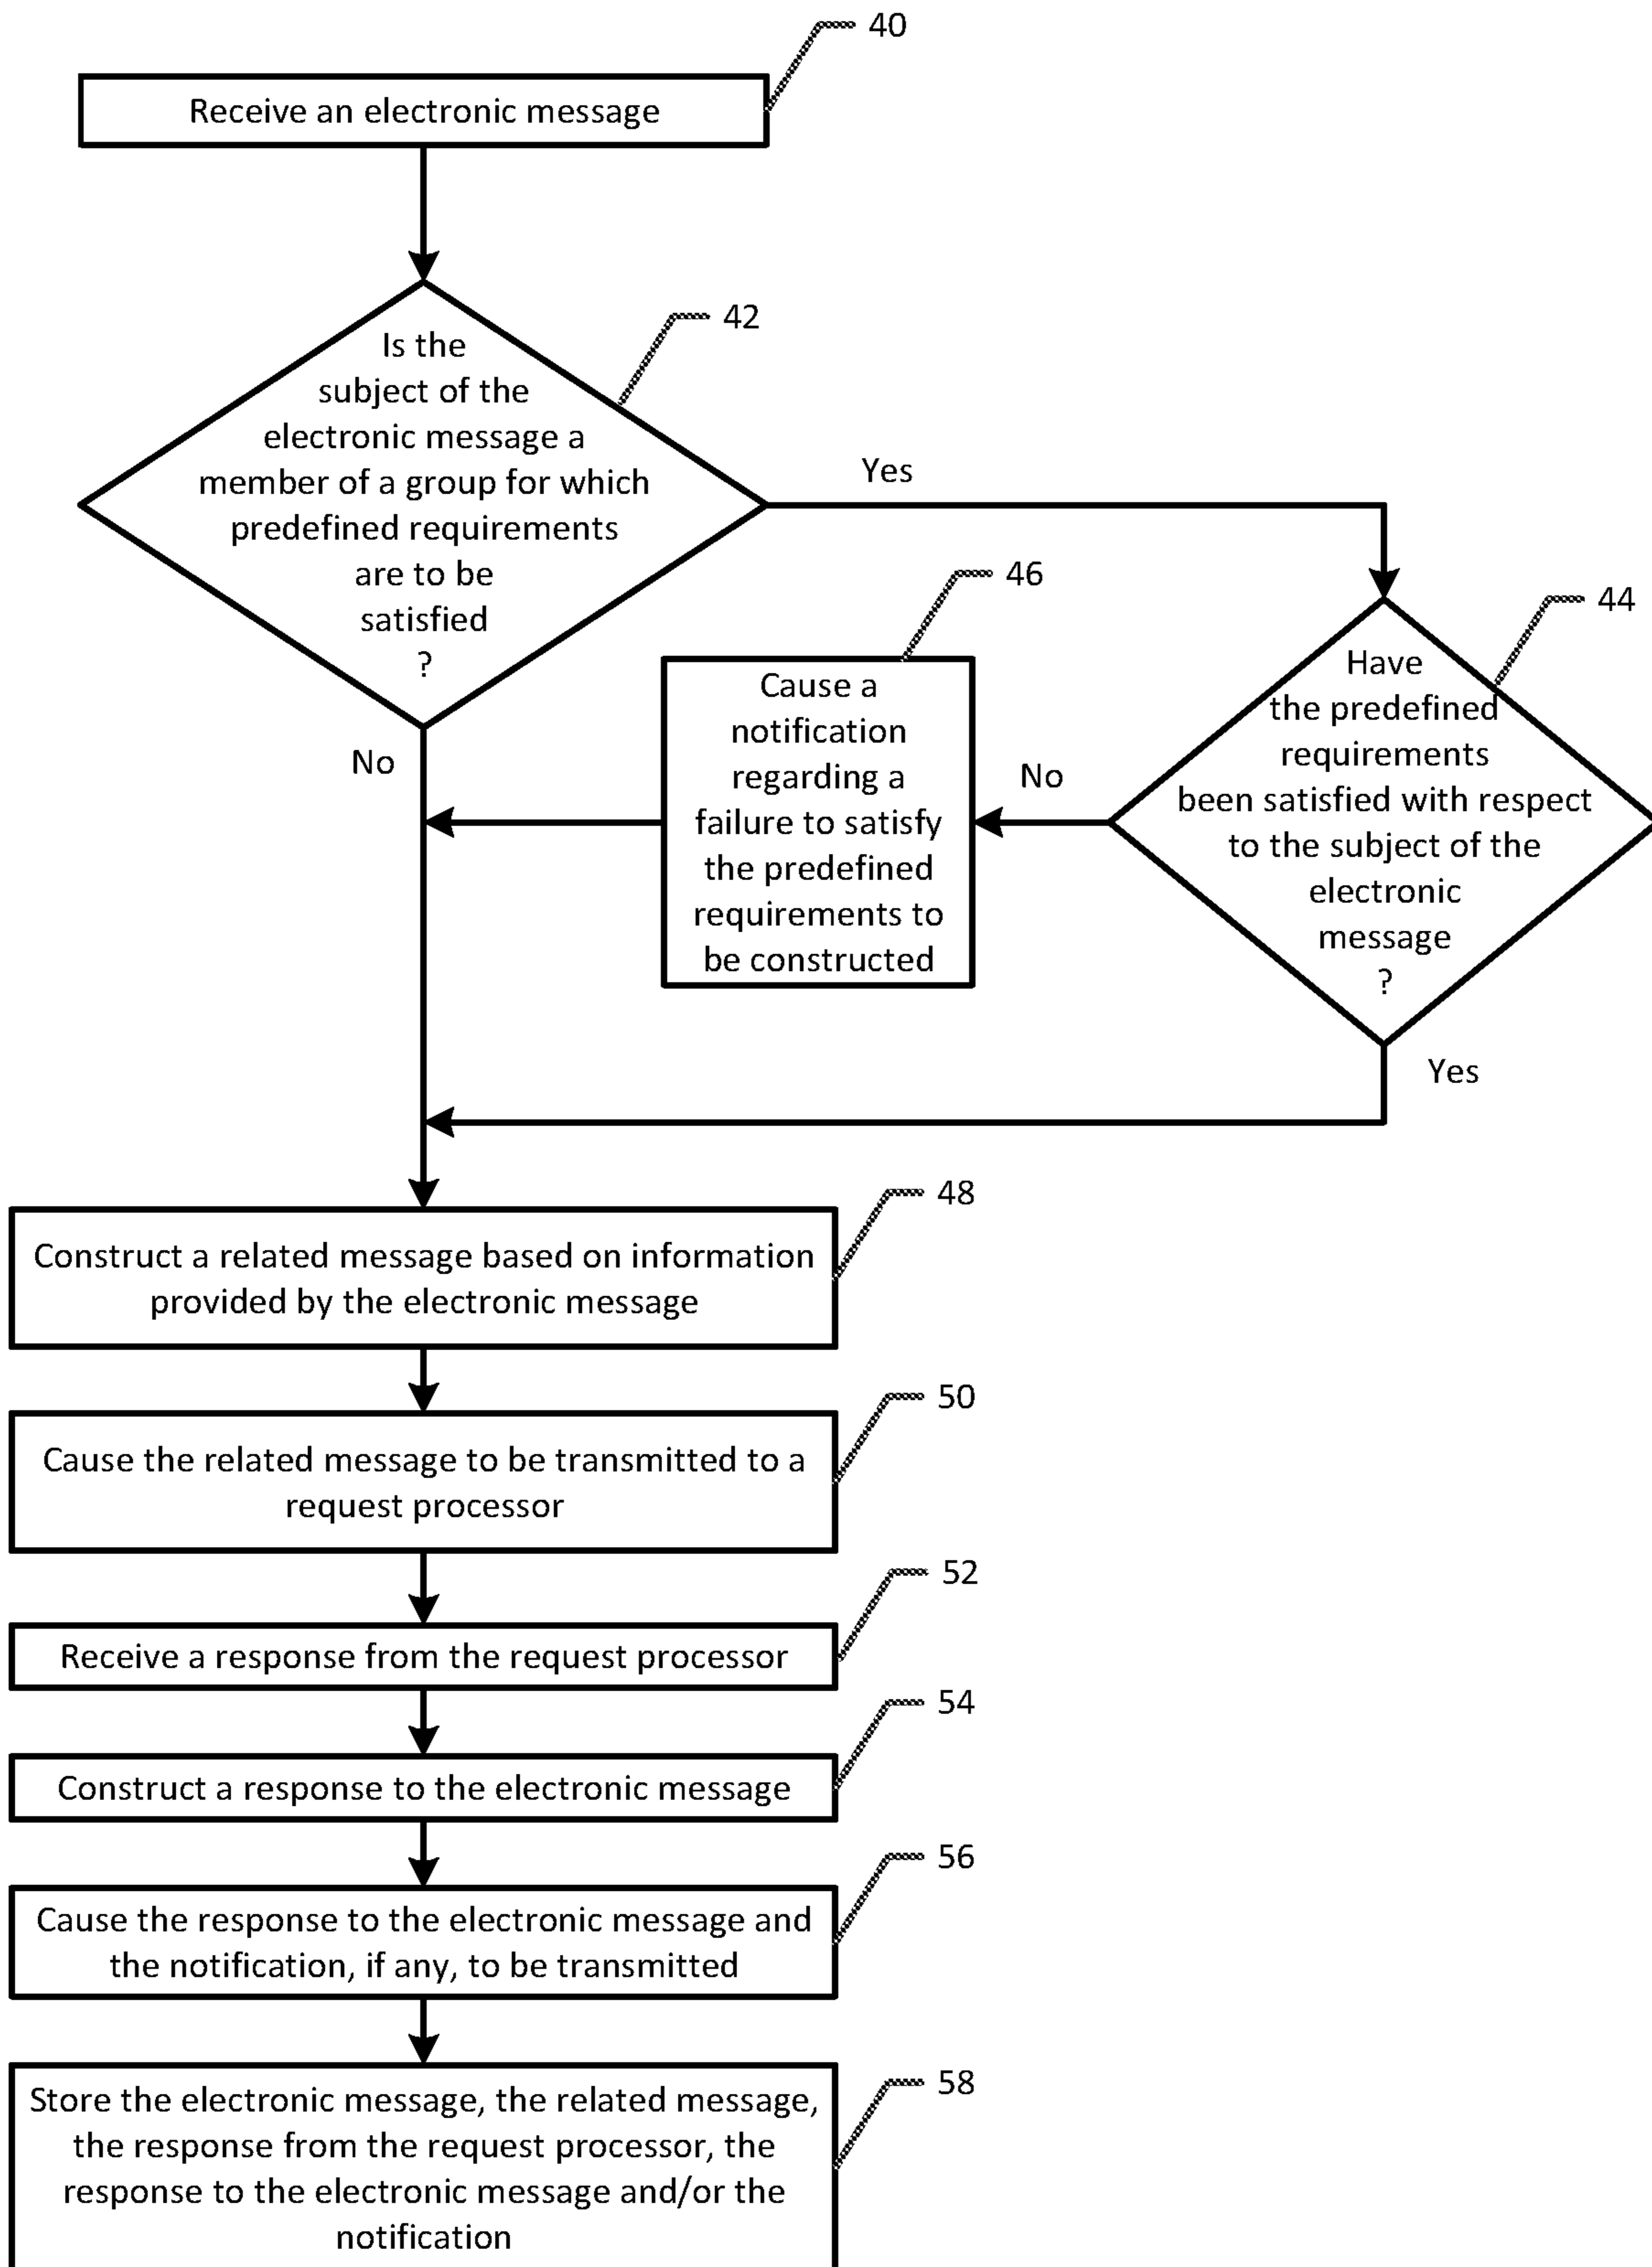 40
Receive an electronic message
42
Is the
subject of the
electronic message a
member of a group for which
predefined requirements
are to be
satisfied
?
Yes
No
44
Have
the predefined
requirements
been satisfied with respect
to the subject of the
electronic
message
?
No
Yes
46
Cause a
notification
regarding a
failure to satisfy
the predefined
requirements to
be constructed
48
Construct a related message based on information
provided by the electronic message
50
Cause the related message to be transmitted to a
request processor
52
Receive a response from the request processor
54
Construct a response to the electronic message
56
Cause the response to the electronic message and
the notification, if any, to be transmitted
58
Store the electronic message, the related message,
the response from the request processor, the
response to the electronic message and/or the
notification